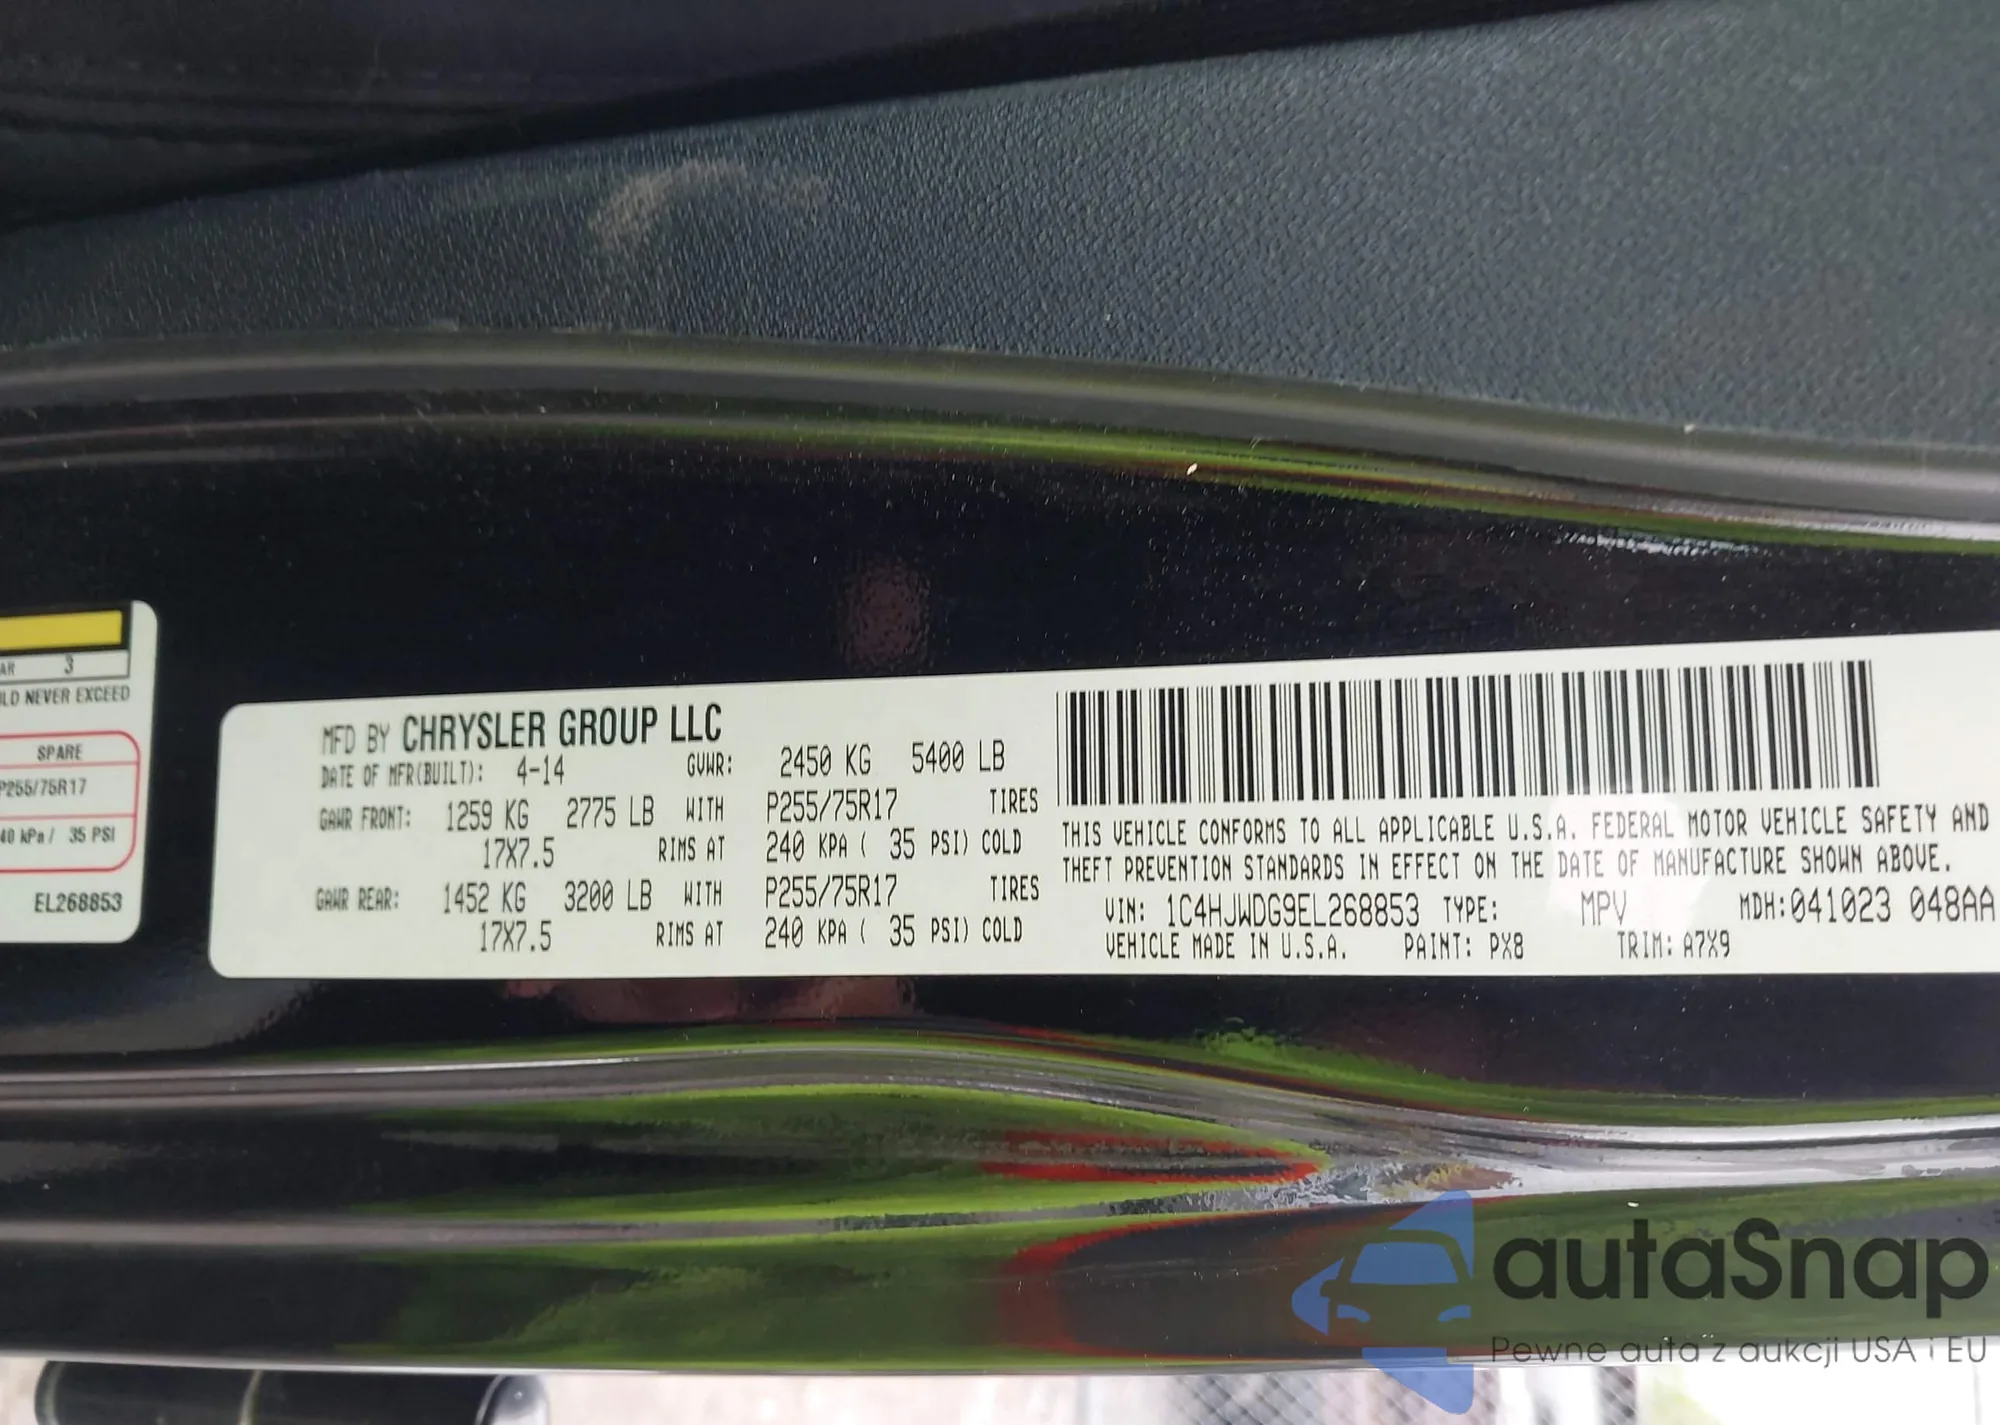 AR 3
LD NEVER EXCEED
SPARE
P255/75R17
40 kPa / 35 PSI
EL268853
MFD BY CHRYSLER GROUP LLC
DATE OF MFR(BUILT): 4-14 GVWR: 2450 KG 5400 LB
GAWR FRONT: 1259 KG 2775 LB WITH P255/75R17 TIRES
17X7.5 RIMS AT 240 KPA ( 35 PSI) COLD
GAWR REAR: 1452 KG 3200 LB WITH P255/75R17 TIRES
17X7.5 RIMS AT 240 KPA ( 35 PSI) COLD
THIS VEHICLE CONFORMS TO ALL APPLICABLE U.S.A. FEDERAL MOTOR VEHICLE SAFETY AND
THEFT PREVENTION STANDARDS IN EFFECT ON THE DATE OF MANUFACTURE SHOWN ABOVE.
VIN: 1C4HJWDG9EL268853 TYPE: MPV MDH:041023 048AA
VEHICLE MADE IN U.S.A. PAINT: PX8 TRIM: A7X9
autaSnap
Pewne auta z aukcji USA i EU